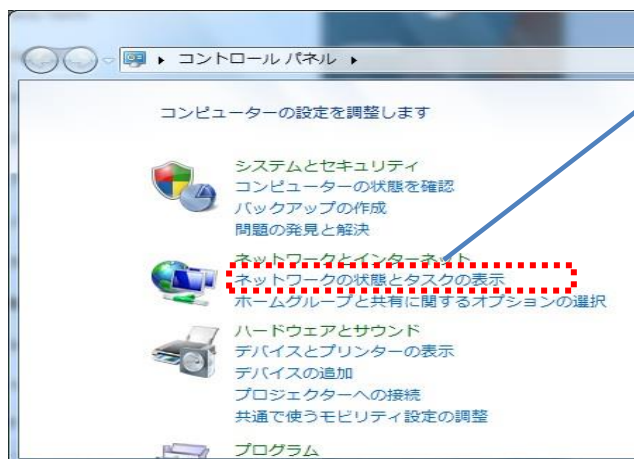 コントロール パネル
コンピューターの設定を調整します
システムとセキュリティ
コンピューターの状態を確認
バックアップの作成
問題の発見と解決
ネットワークとインターネット
ネットワークの状態とタスクの表示
ホームグループと共有に関するオプションの選択
ハードウェアとサウンド
デバイスとプリンターの表示
デバイスの追加
プロジェクターへの接続
共通で使うモビリティ設定の調整
プログラム